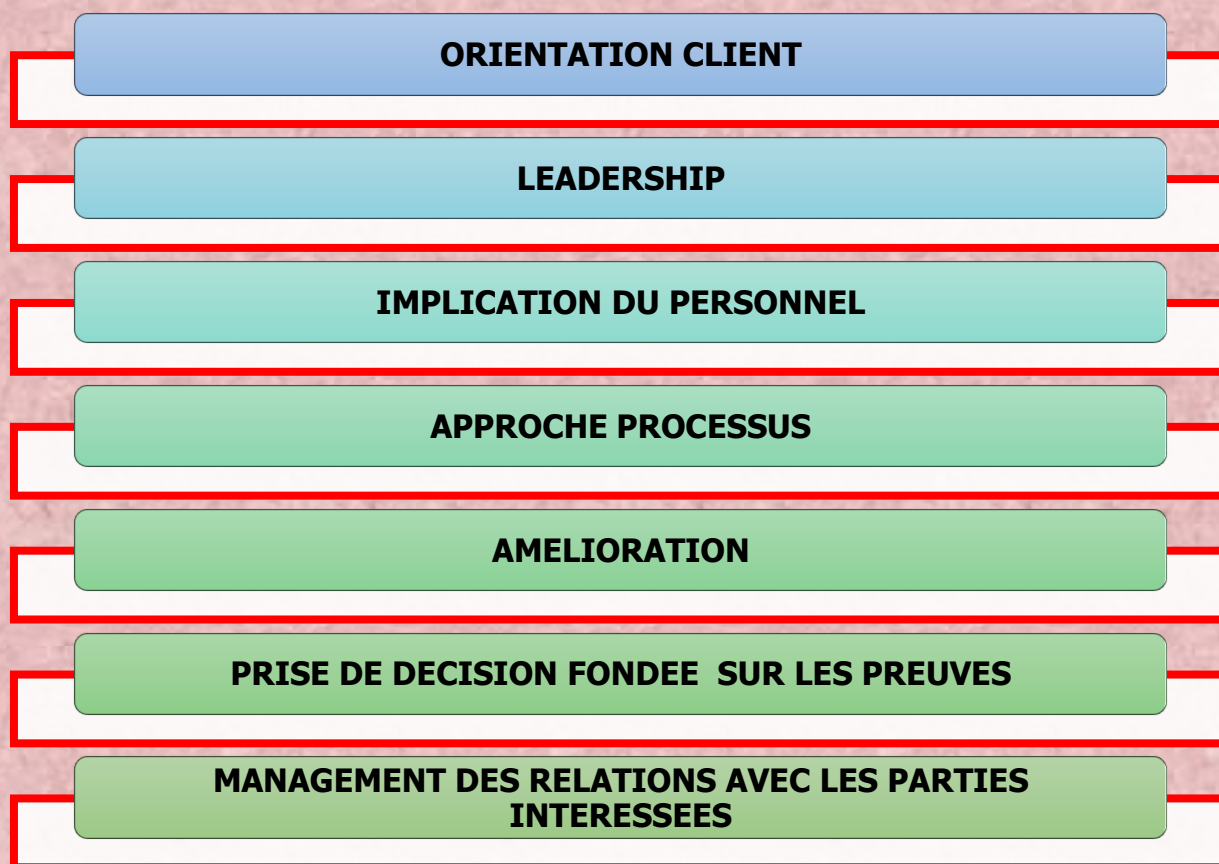 ORIENTATION CLIENT
LEADERSHIP
IMPLICATION DU PERSONNEL
APPROCHE PROCESSUS
AMELIORATION
PRISE DE DECISION FONDEE  SUR LES PREUVES
MANAGEMENT DES RELATIONS AVEC LES PARTIES
INTERESSEES